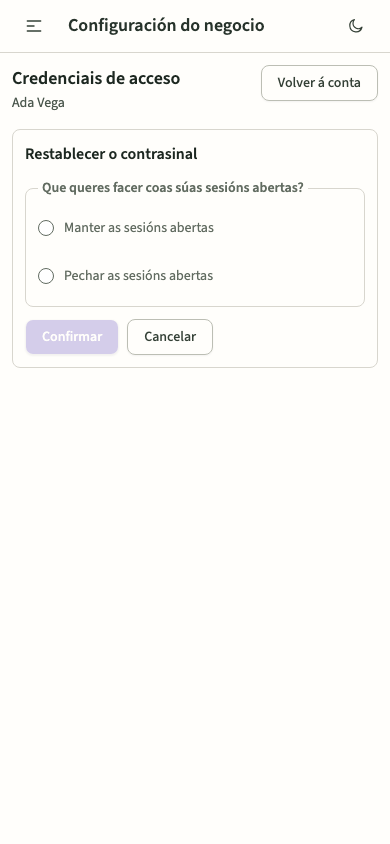 Configuración do negocio
Credenciais de acceso
Volver á conta
Ada Vega
Restablecer o contrasinal
Que queres facer coas súas sesións abertas?
Manter as sesións abertas
Pechar as sesións abertas
Confirmar
Cancelar